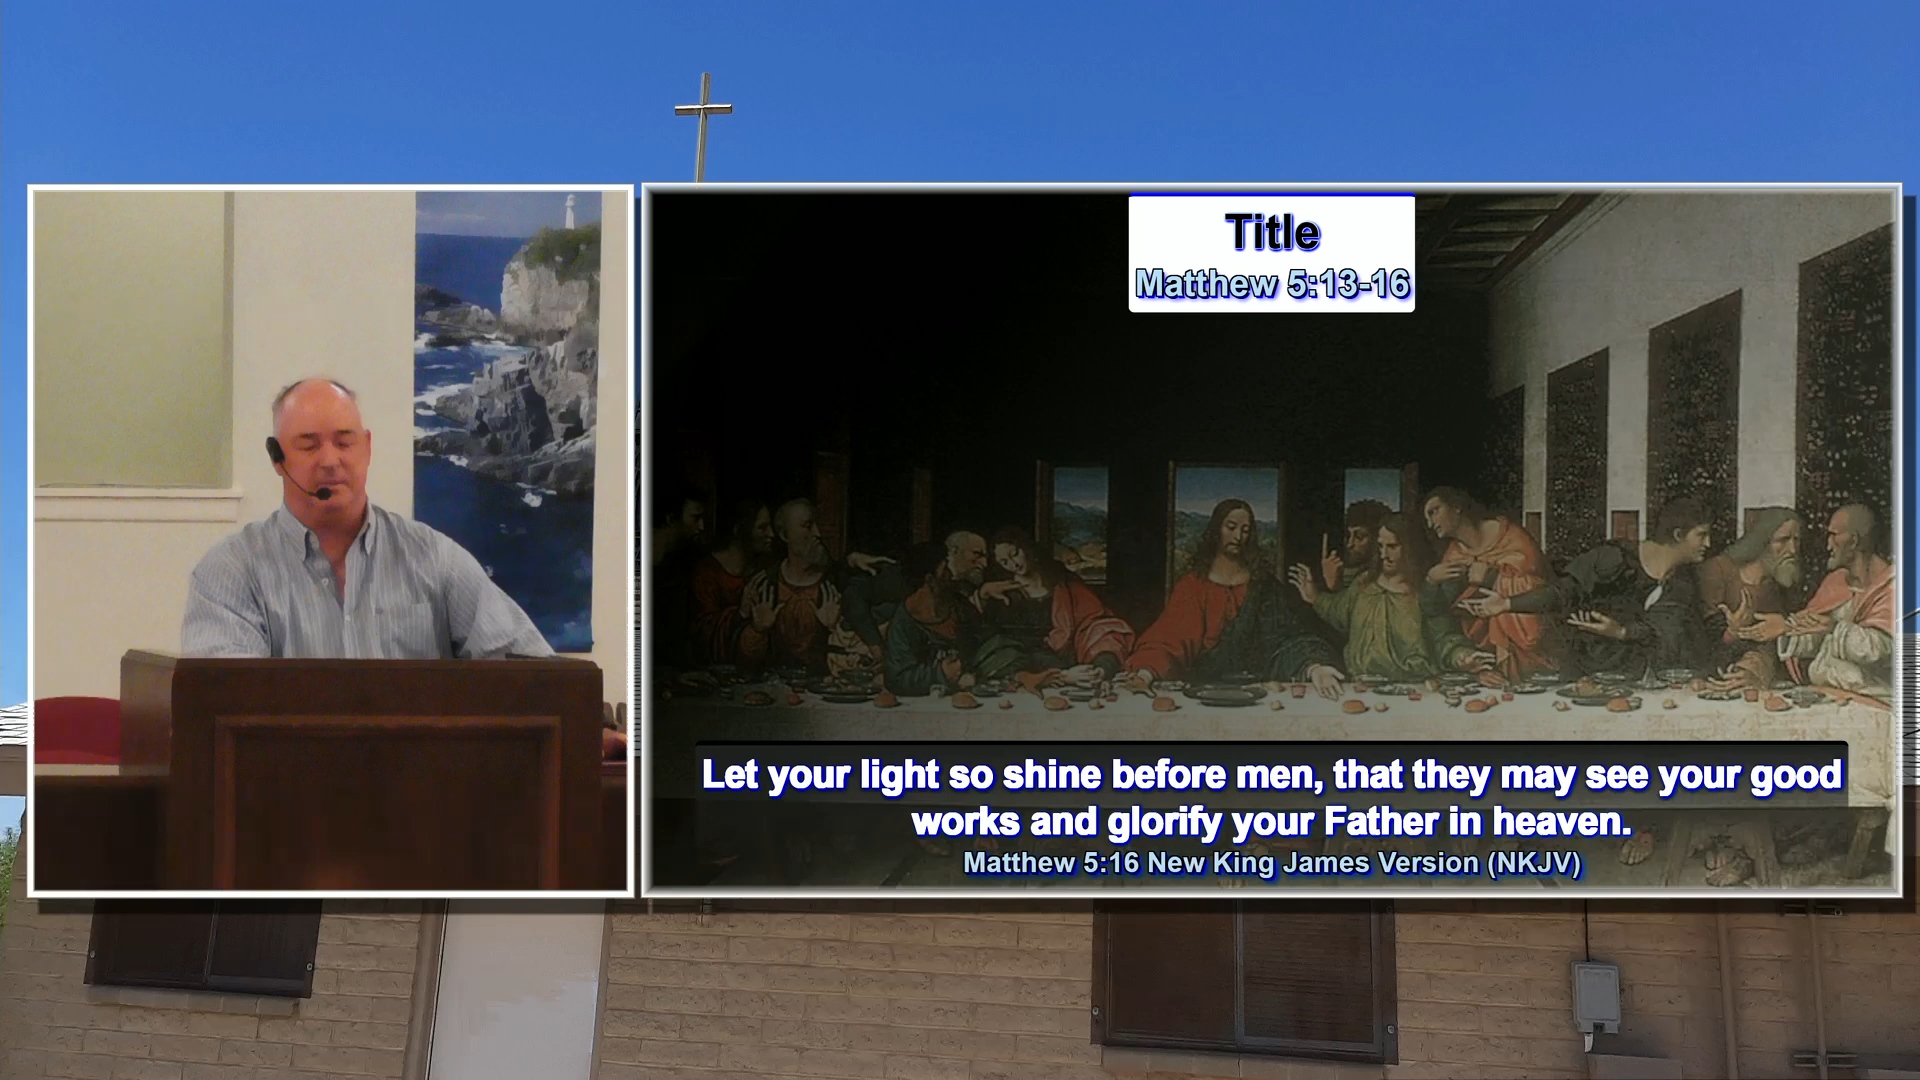 Title
Matthew 5:13-16
Let your light so shine before men, that they may see your good
works and glorify your Father in heaven.
Matthew 5:16 New King James Version (NKJV)